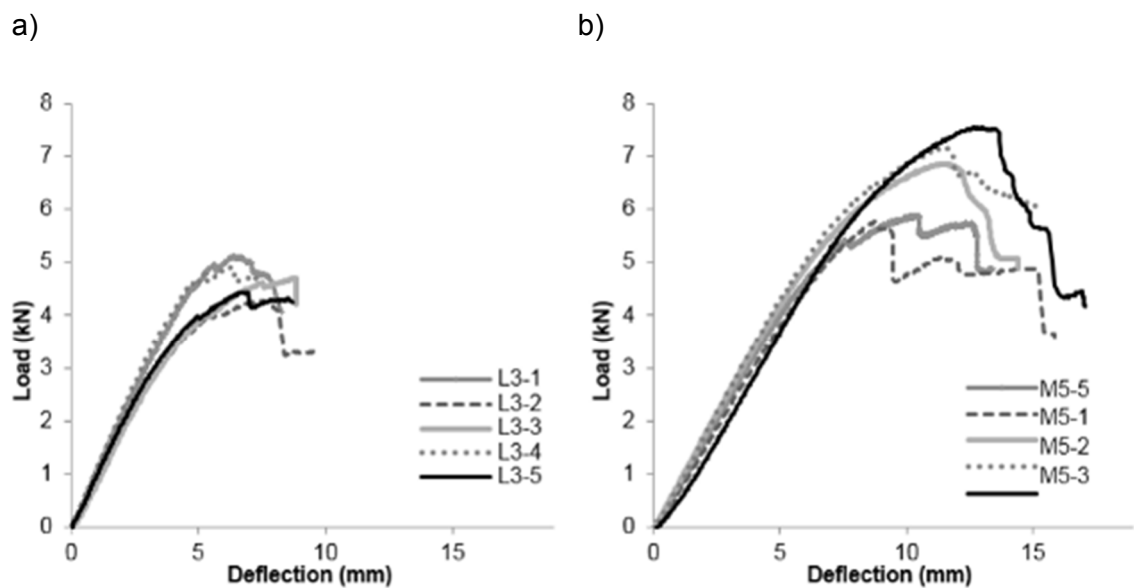 a)
8
7
6
5
4
3
2
1
0
Load (kN)
0 5 10 15
Deflection (mm)
L3-1
L3-2
L3-3
L3-4
L3-5
b)
8
7
6
5
4
3
2
1
0
Load (kN)
0 5 10 15
Deflection (mm)
M5-5
M5-1
M5-2
M5-3